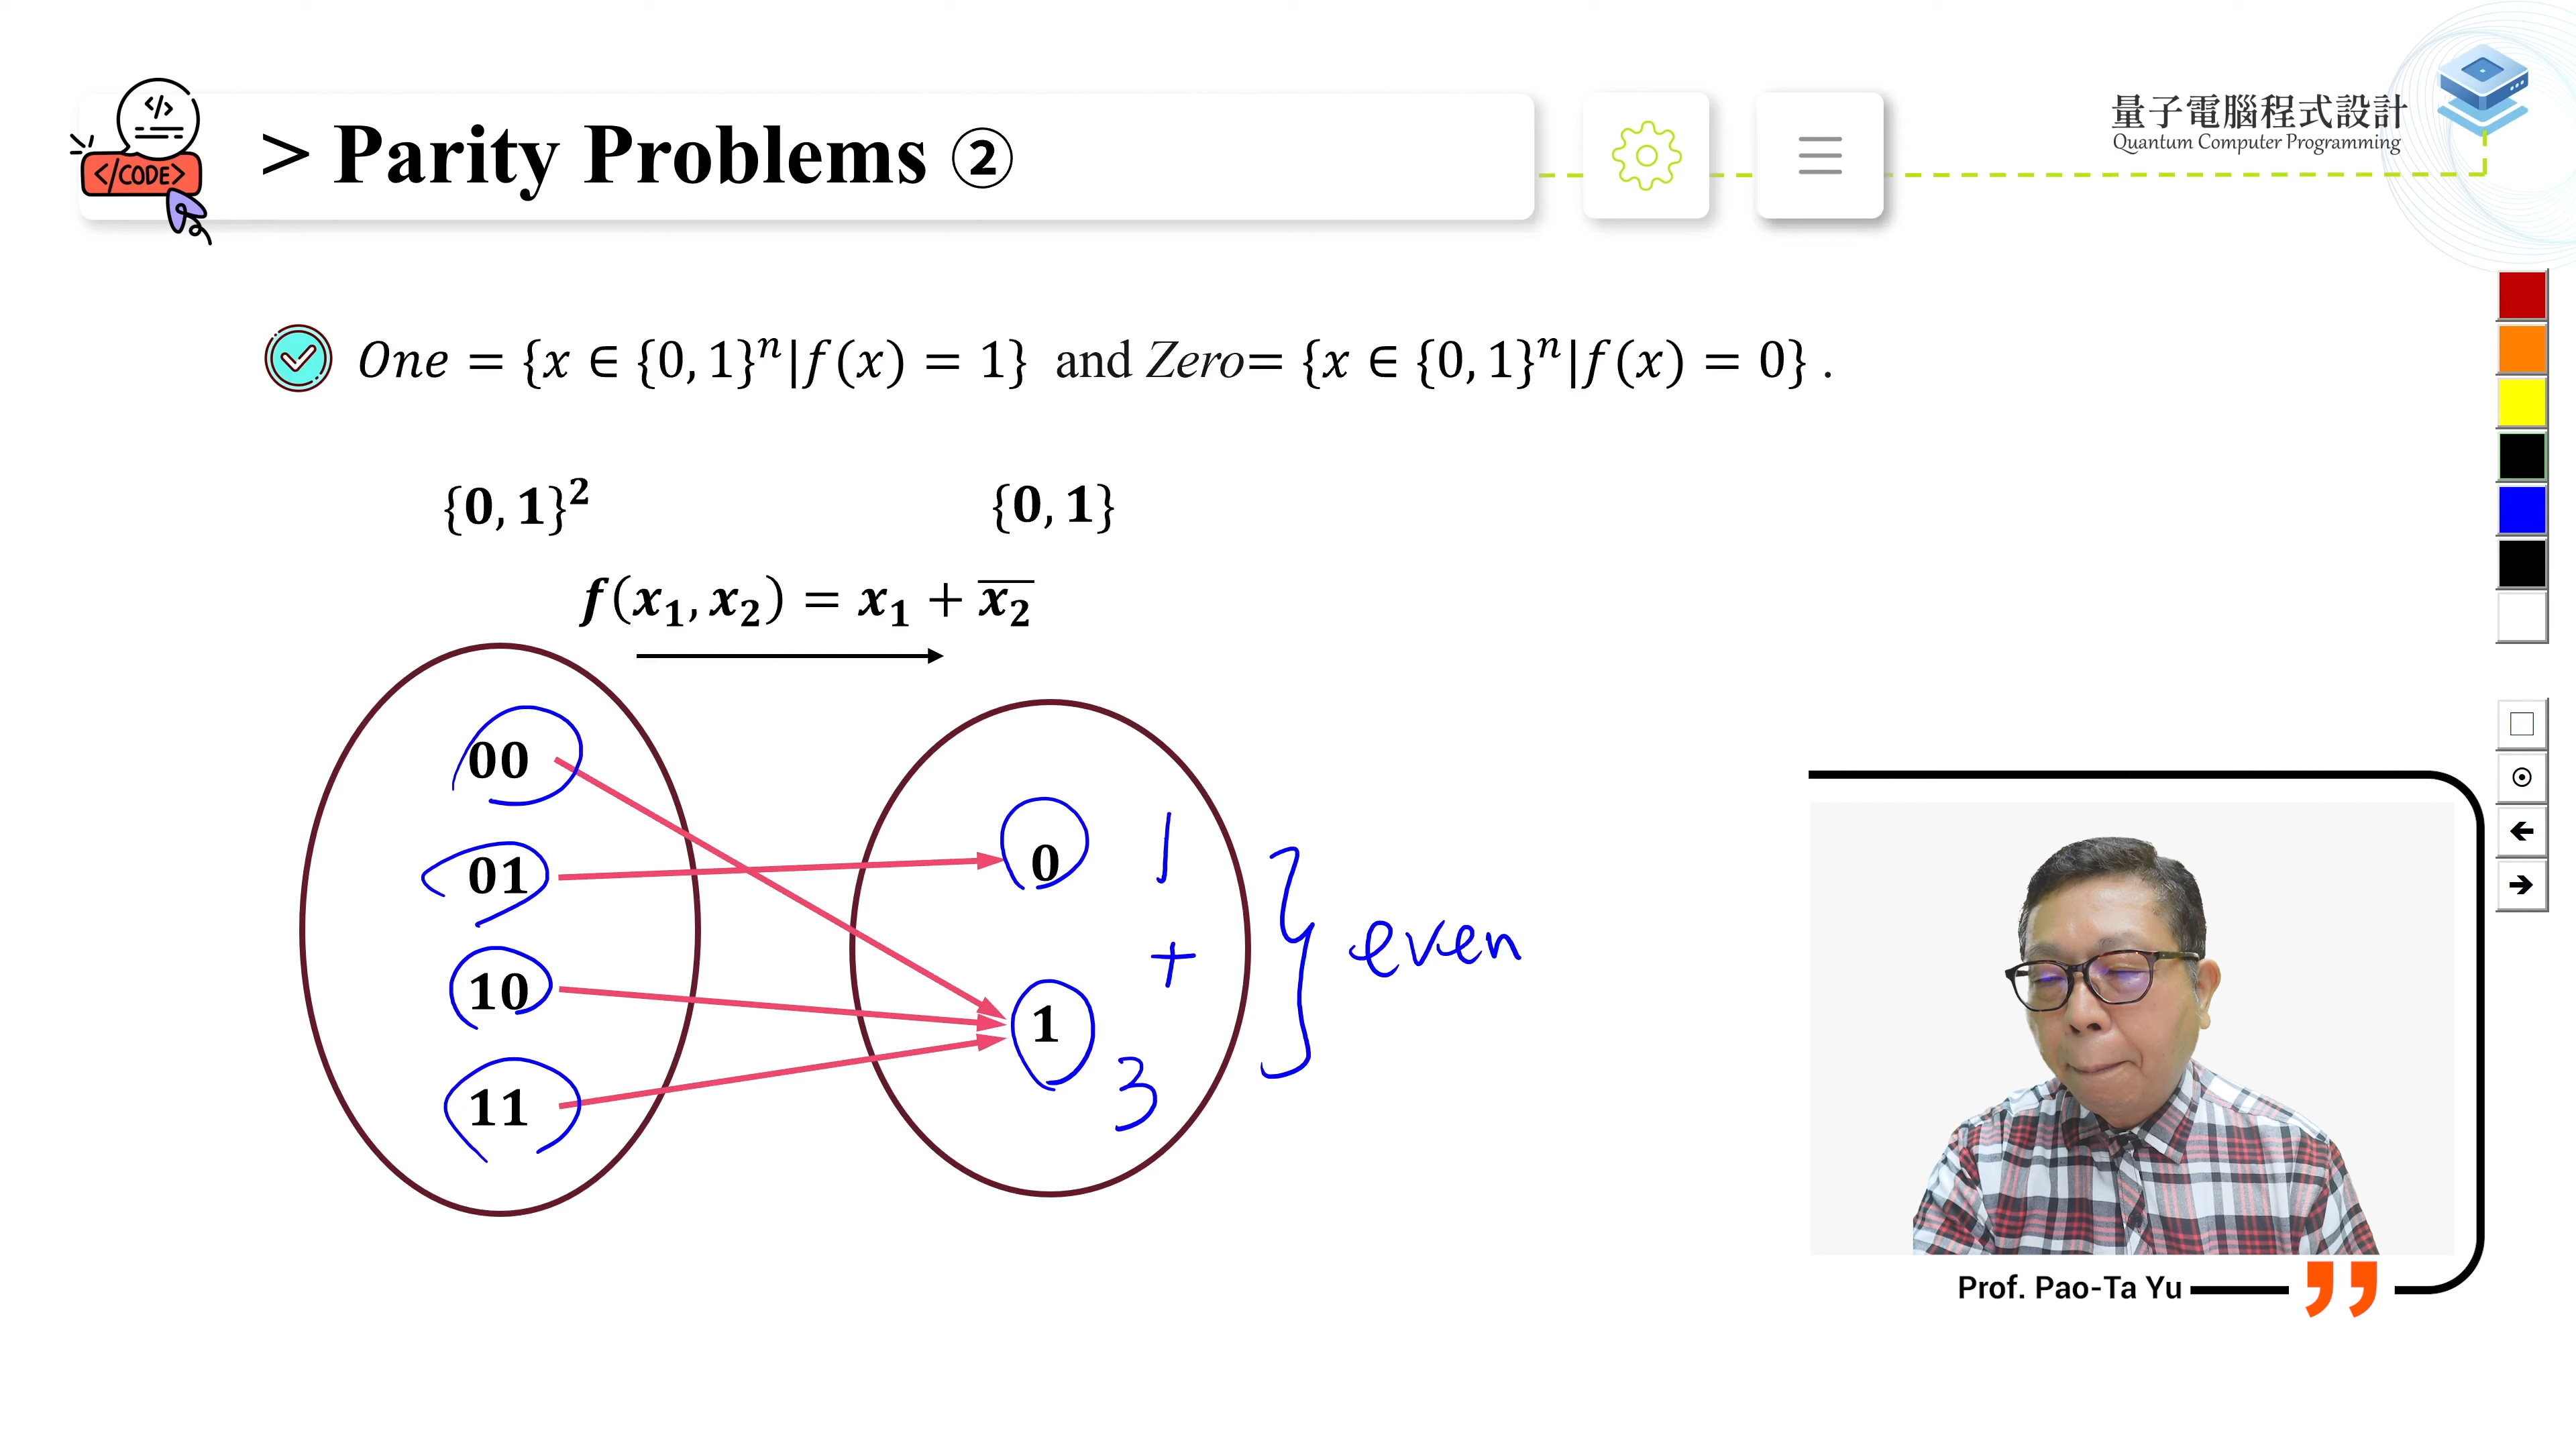 </>
</CODE>
> Parity Problems ②
量子電腦程式設計
Quantum Computer Programming
One = {x ∈ {0, 1}ⁿ|f(x) = 1} and Zero= {x ∈ {0, 1}ⁿ|f(x) = 0} .
{0, 1}² {0, 1}
f(x₁, x₂) = x₁ + x̅₂̅
00
01
10
11
0 1
+
1 3
even
Prof. Pao-Ta Yu